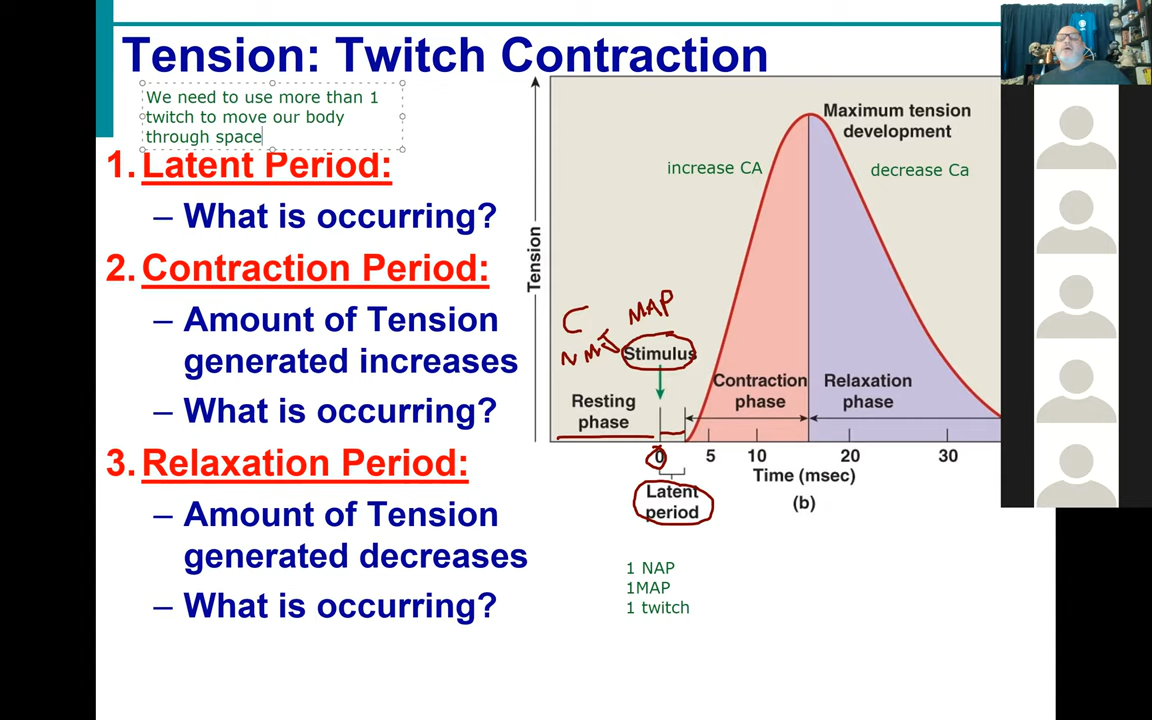 Tension: Twitch Contraction
We need to use more than 1
twitch to move our body
through space
1. Latent Period:
– What is occurring?
2. Contraction Period:
– Amount of Tension
generated increases
– What is occurring?
3. Relaxation Period:
– Amount of Tension
generated decreases
– What is occurring?
Maximum tension
development
increase CA
decrease Ca
Tension
C
MAP
NMJ
Stimulus
Resting
phase
Contraction
phase
Relaxation
phase
0 5 10 20 30
Time (msec)
Latent
period
(b)
1 NAP
1MAP
1 twitch